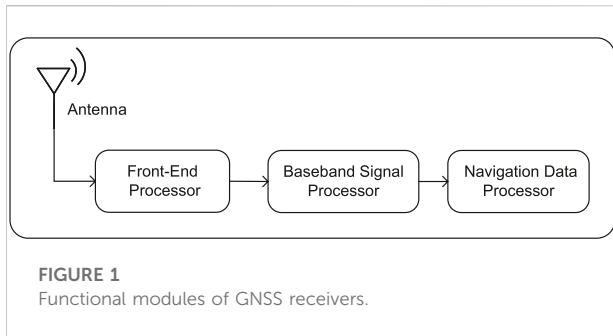 Antenna
Front-End
Processor
Baseband Signal
Processor
Navigation Data
Processor
FIGURE 1
Functional modules of GNSS receivers.